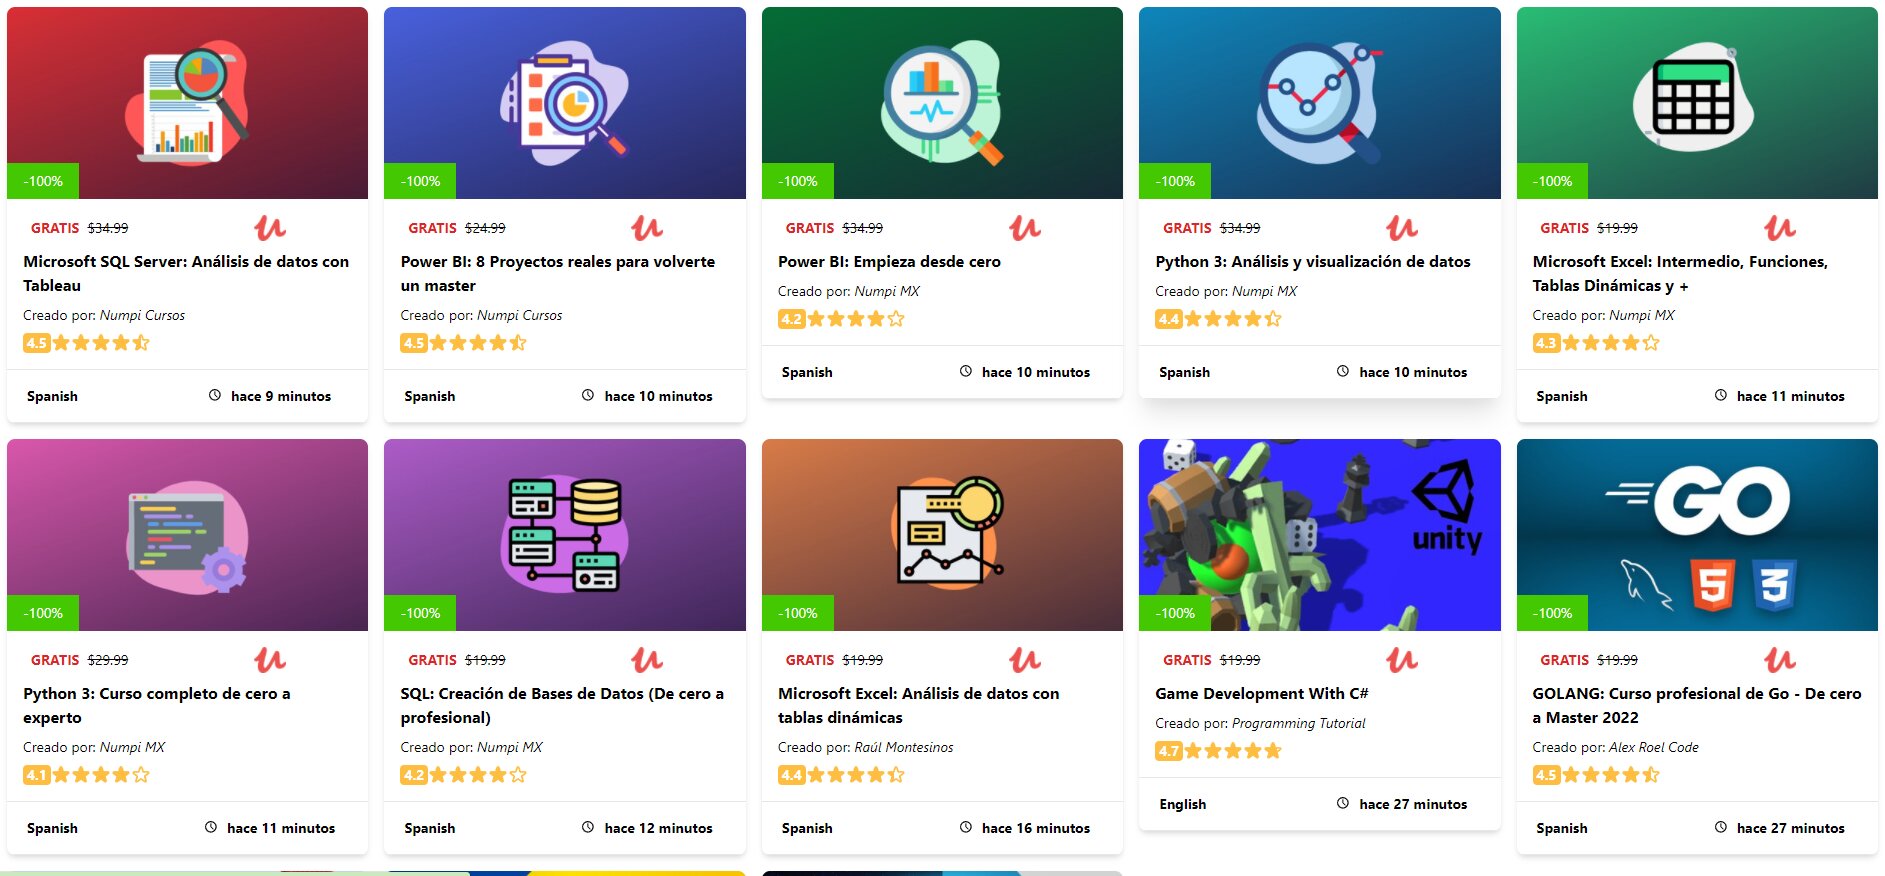 -100%
GRATIS $34.99
Microsoft SQL Server: Análisis de datos con
Tableau
Creado por: Numpi Cursos
4.5
Spanish hace 9 minutos
-100%
GRATIS $24.99
Power BI: 8 Proyectos reales para volverte
un master
Creado por: Numpi Cursos
4.5
Spanish hace 10 minutos
-100%
GRATIS $34.99
Power BI: Empieza desde cero
Creado por: Numpi MX
4.2
Spanish hace 10 minutos
-100%
GRATIS $34.99
Python 3: Análisis y visualización de datos
Creado por: Numpi MX
4.4
Spanish hace 10 minutos
-100%
GRATIS $19.99
Microsoft Excel: Intermedio, Funciones,
Tablas Dinámicas y +
Creado por: Numpi MX
4.3
Spanish hace 11 minutos
-100%
GRATIS $29.99
Python 3: Curso completo de cero a
experto
Creado por: Numpi MX
4.1
Spanish hace 11 minutos
-100%
GRATIS $19.99
SQL: Creación de Bases de Datos (De cero a
profesional)
Creado por: Numpi MX
4.2
Spanish hace 12 minutos
-100%
GRATIS $19.99
Microsoft Excel: Análisis de datos con
tablas dinámicas
Creado por: Raúl Montesinos
4.4
Spanish hace 16 minutos
unity
-100%
GRATIS $19.99
Game Development With C#
Creado por: Programming Tutorial
4.7
English hace 27 minutos
GO
5 3
-100%
GRATIS $19.99
GOLANG: Curso profesional de Go - De cero
a Master 2022
Creado por: Alex Roel Code
4.5
Spanish hace 27 minutos